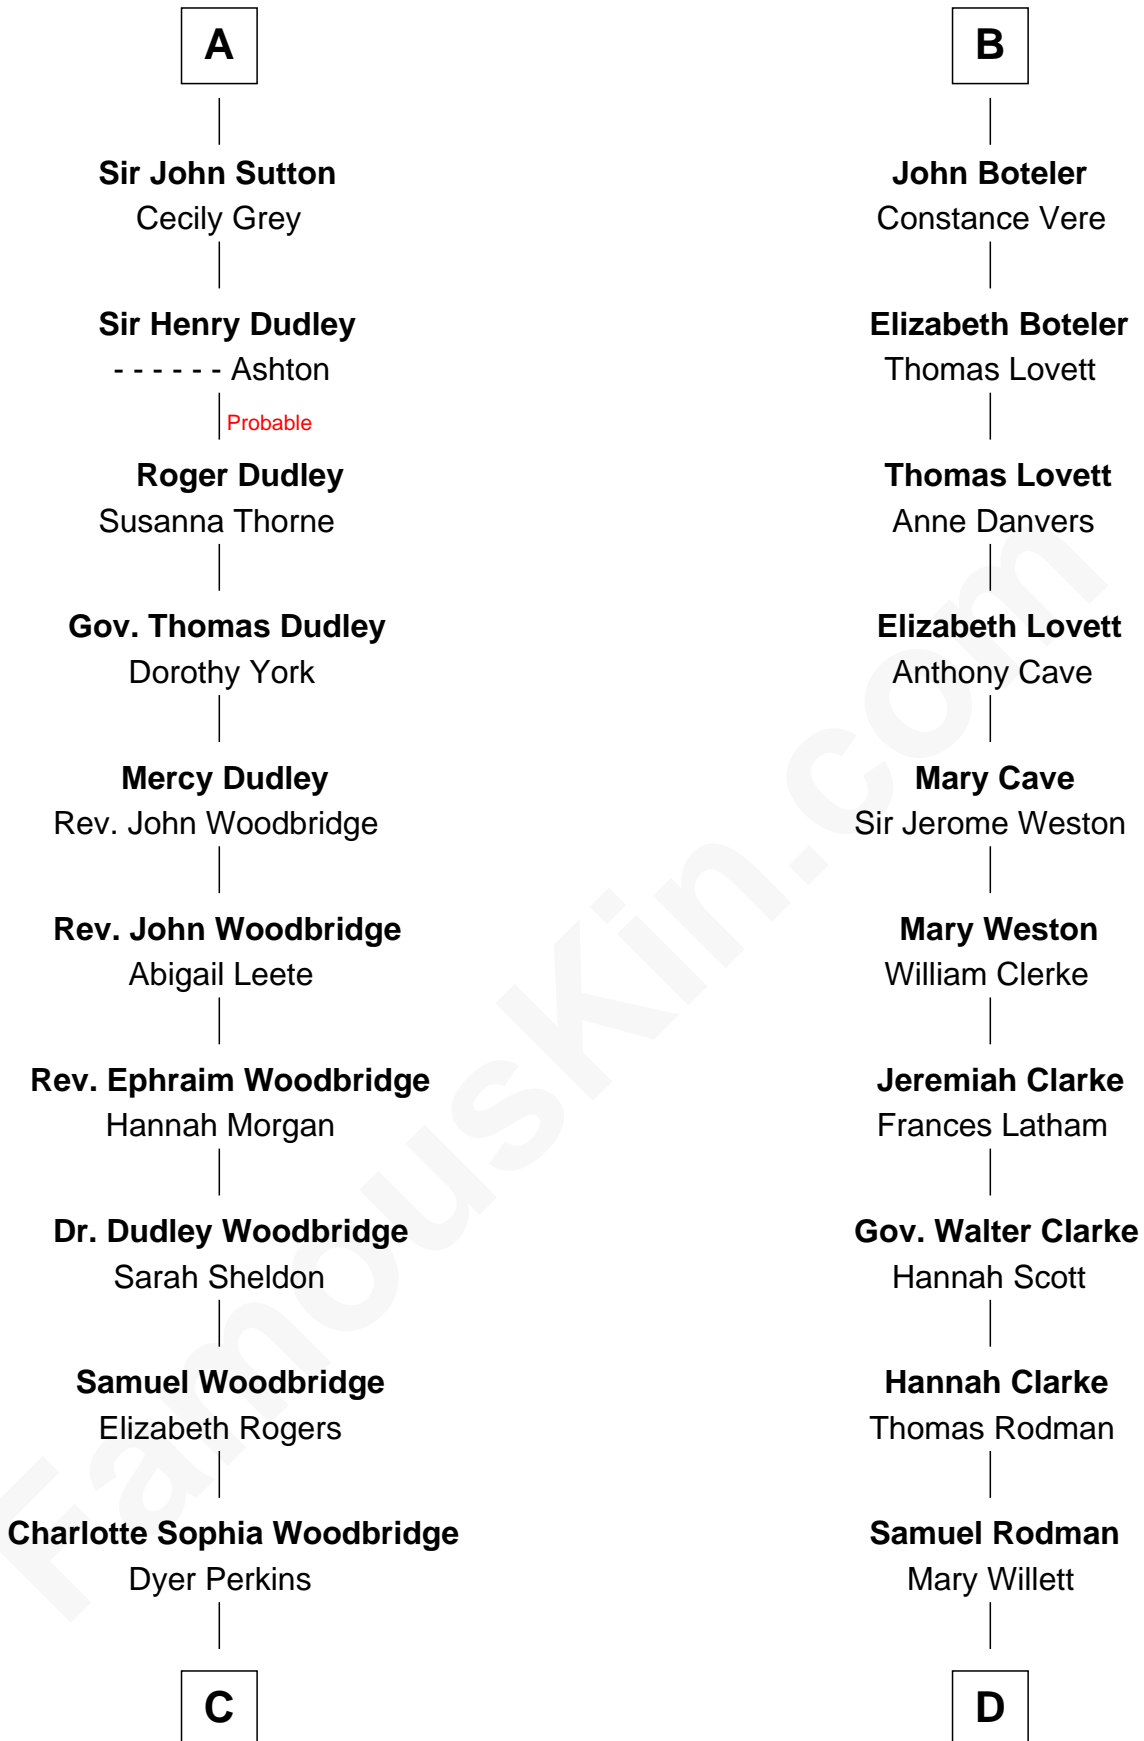 A
Sir John Sutton
Cecily Grey
Sir Henry Dudley
- - - - - - Ashton
Probable
Roger Dudley
Susanna Thorne
Gov. Thomas Dudley
Dorothy York
Mercy Dudley
Rev. John Woodbridge
Rev. John Woodbridge
Abigail Leete
Rev. Ephraim Woodbridge
Hannah Morgan
Dr. Dudley Woodbridge
Sarah Sheldon
Samuel Woodbridge
Elizabeth Rogers
Charlotte Sophia Woodbridge
Dyer Perkins
C
B
John Boteler
Constance Vere
Elizabeth Boteler
Thomas Lovett
Thomas Lovett
Anne Danvers
Elizabeth Lovett
Anthony Cave
Mary Cave
Sir Jerome Weston
Mary Weston
William Clerke
Jeremiah Clarke
Frances Latham
Gov. Walter Clarke
Hannah Scott
Hannah Clarke
Thomas Rodman
Samuel Rodman
Mary Willett
D
FamousKin.com